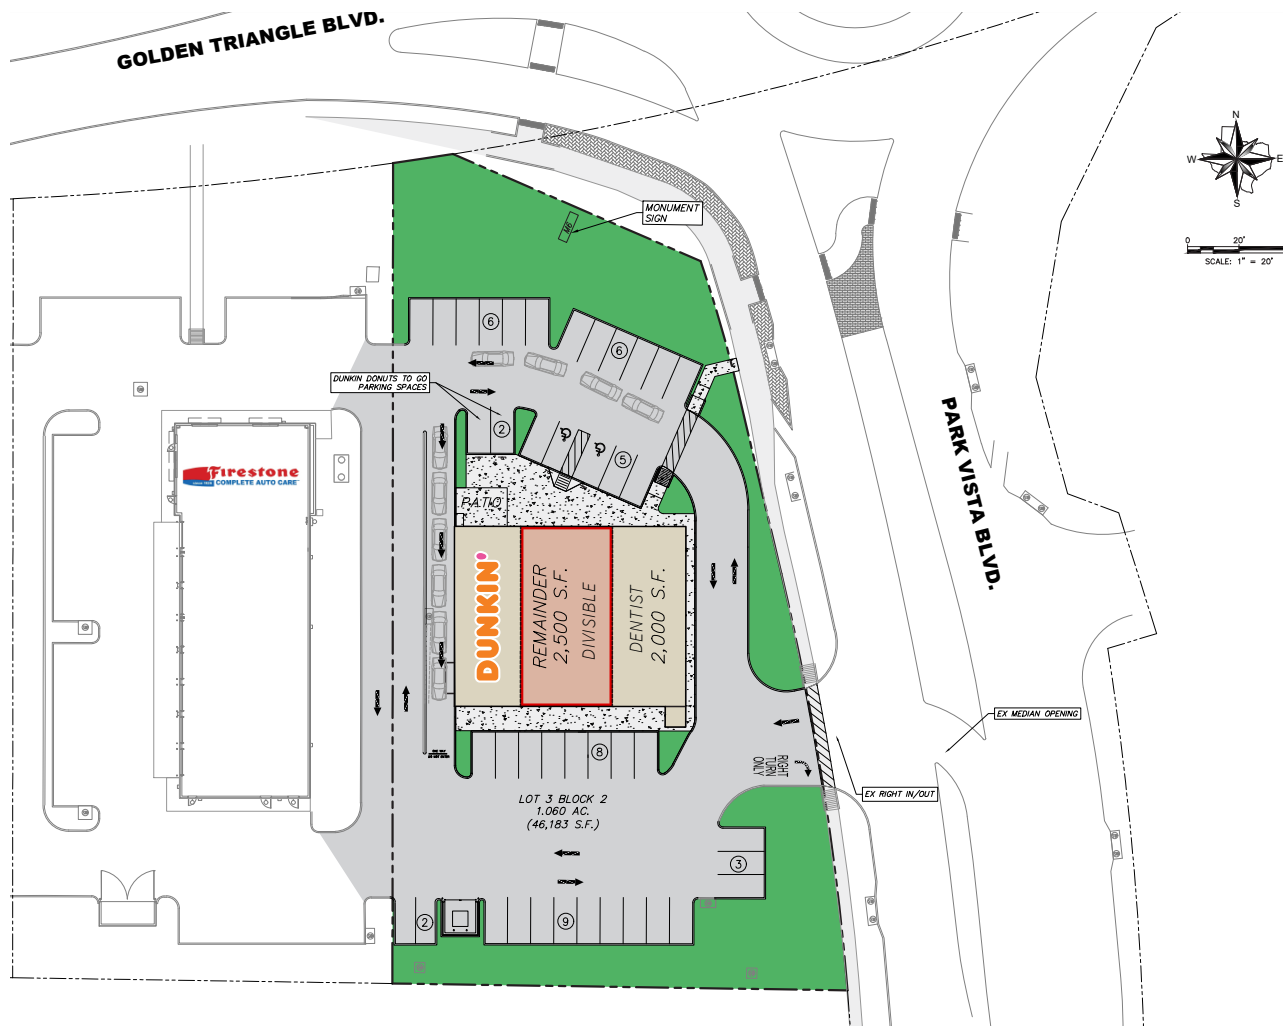 GOLDEN TRIANGLE BLVD.
N
W
E
S
0
20'
SCALE: 1" = 20'
MONUMENT
SIGN
M6
6
6
DUNKIN DONUTS TO GO
PARKING SPACES
2
5
Firestone
COMPLETE AUTO CARE
PATIO
DUNKIN'
REMAINDER
2,500 S.F.
DIVISIBLE
DENTIST
2,000 S.F.
PARK VISTA BLVD.
EX MEDIAN OPENING
RIGHT
TURN
ONLY
EX RIGHT IN/OUT
8
LOT 3 BLOCK 2
1.060 AC.
(46,183 S.F.)
3
2
9